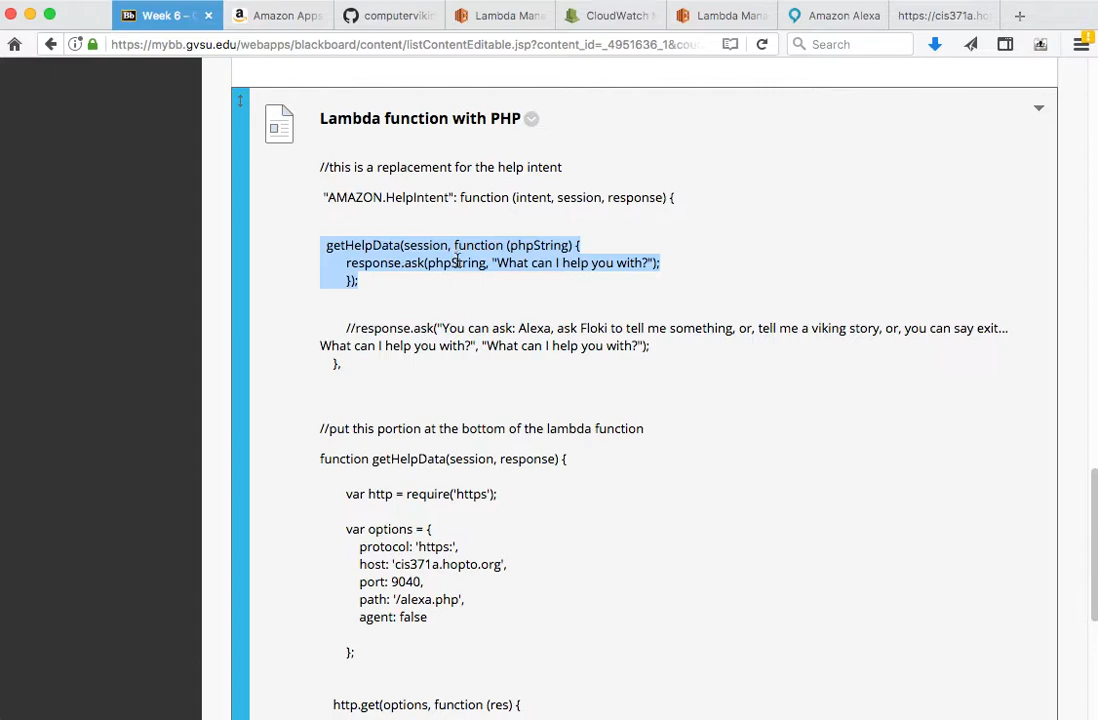 Week 6 – C
Amazon Apps
computerviki
Lambda Mana
CloudWatch M
Lambda Mana
Amazon Alexa
https://cis371a.ho
https://mybb.gvsu.edu/webapps/blackboard/content/listContentEditable.jsp?content_id=_4951636_1&cou
Search
Lambda function with PHP
//this is a replacement for the help intent
"AMAZON.HelpIntent": function (intent, session, response) {
getHelpData(session, function (phpString) {
response.ask(phpString, "What can I help you with?");
});
//response.ask("You can ask: Alexa, ask Floki to tell me something, or, tell me a viking story, or, you can say exit...
What can I help you with?", "What can I help you with?");
},
//put this portion at the bottom of the lambda function
function getHelpData(session, response) {
var http = require('https');
var options = {
protocol: 'https:',
host: 'cis371a.hopto.org',
port: 9040,
path: '/alexa.php',
agent: false
};
http.get(options, function (res) {